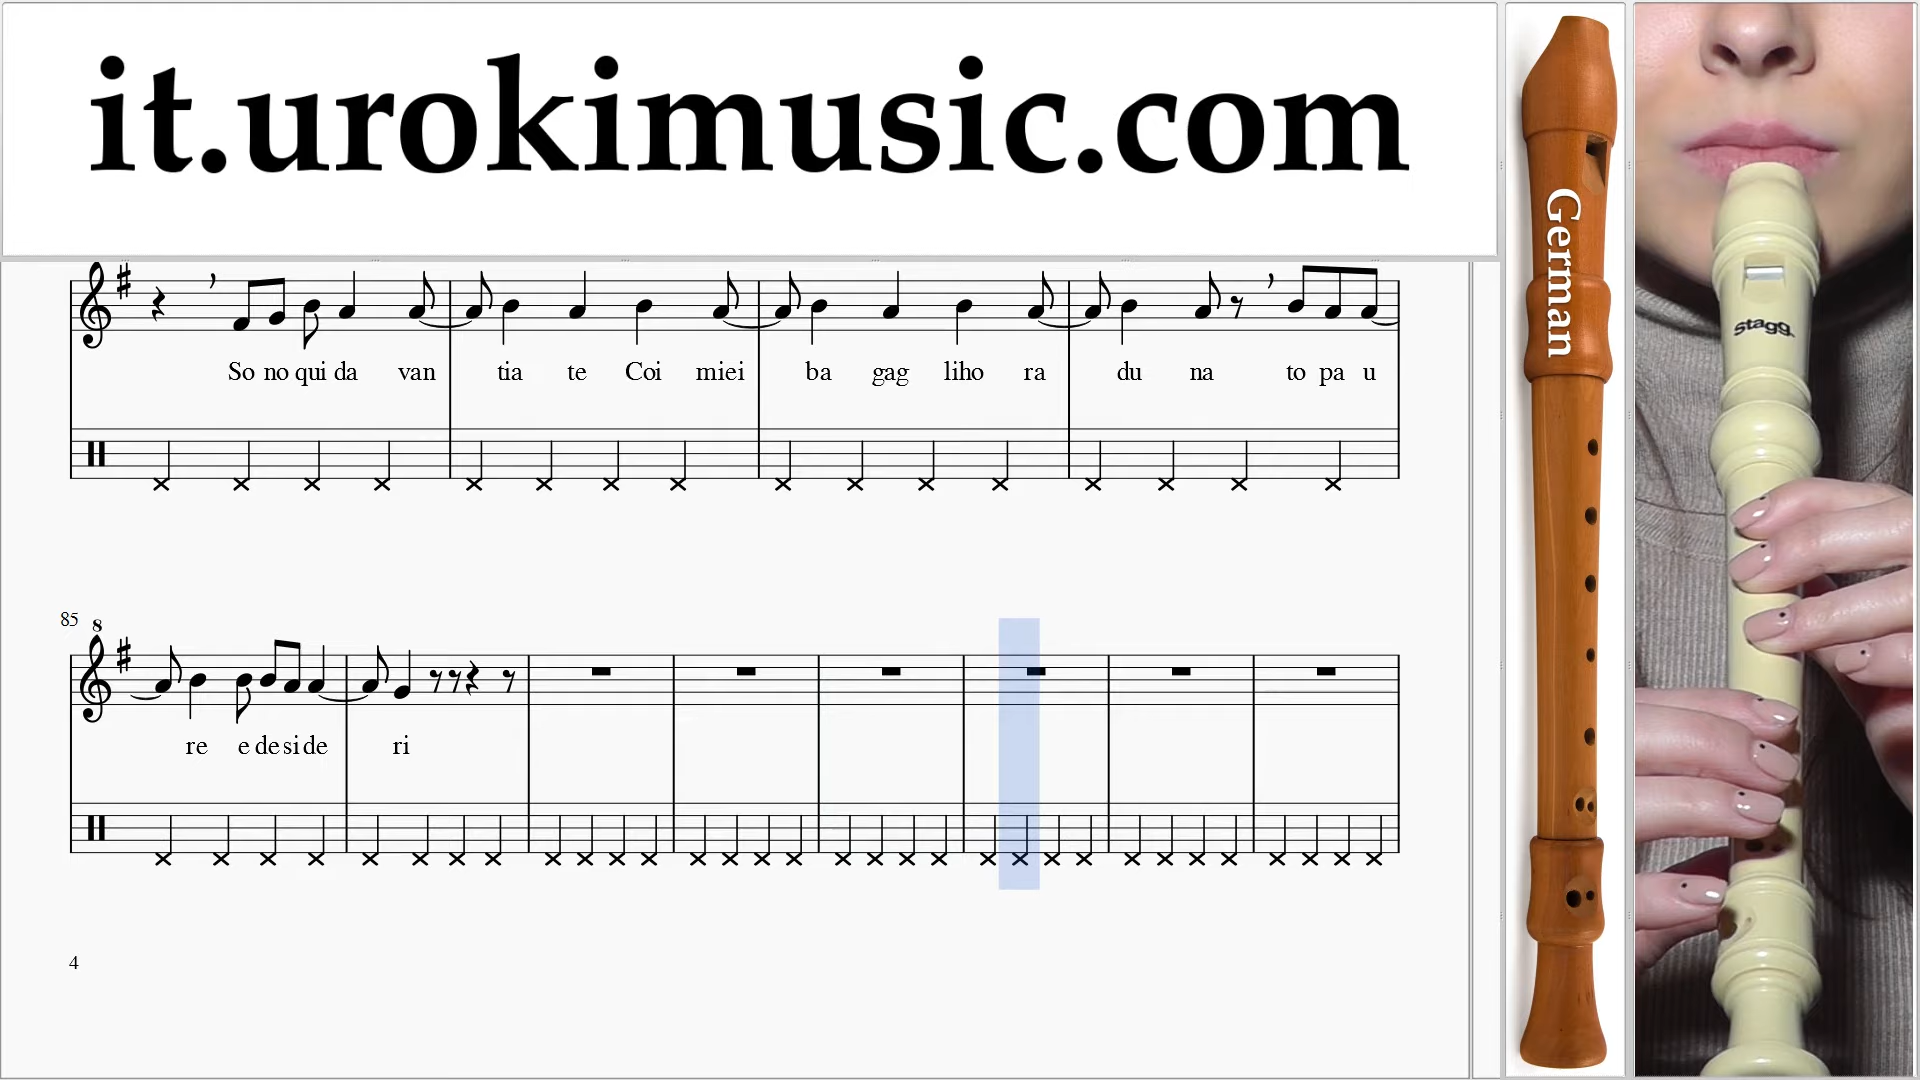 it.urokimusic.com
So no qui da van tia te Coi miei ba gag liho ra du na to pa u
85 8
re e de si de ri
4
German
Stagg